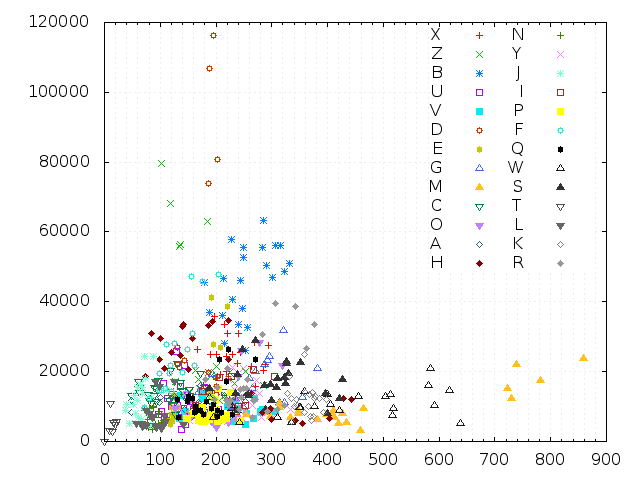 120000
100000
80000
60000
40000
20000
0
0 100 200 300 400 500 600 700 800 900
X N
Z Y
B J
U I
V P
D F
E Q
G W
M S
C T
O L
A K
H R